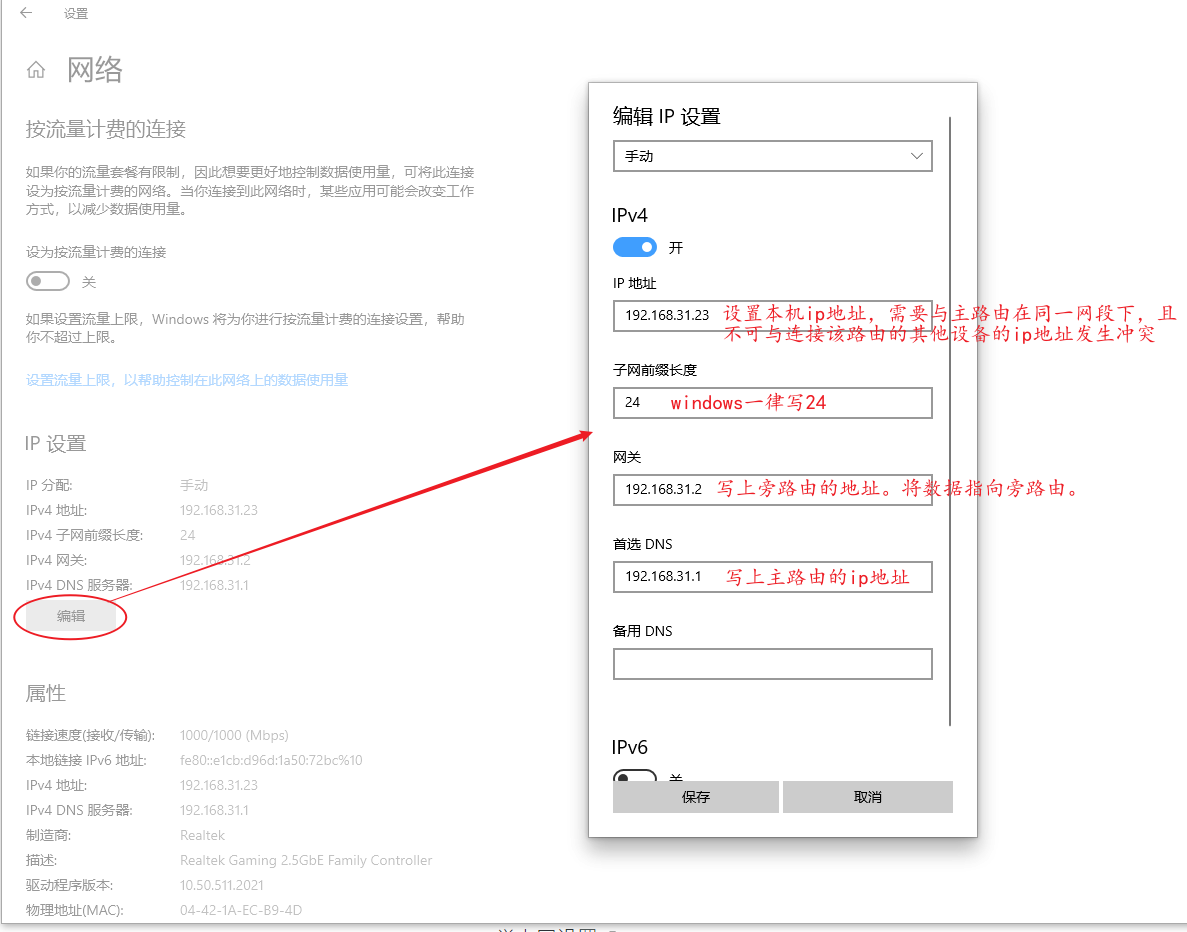 设置
网络
按流量计费的连接
如果你的流量套餐有限制，因此想要更好地控制数据使用量，可将此连接
设为按流量计费的网络。当你连接到此网络时，某些应用可能会改变工作
方式，以减少数据使用量。
设为按流量计费的连接
关
如果设置流量上限，Windows 将为你进行按流量计费的连接设置，帮助
你不超过上限。
设置流量上限，以帮助控制在此网络上的数据使用量
IP 设置
IP 分配: 手动
IPv4 地址: 192.168.31.23
IPv4 子网前缀长度: 24
IPv4 网关: 192.168.31.2
IPv4 DNS 服务器: 192.168.31.1
编辑
属性
链接速度(接收/传输): 1000/1000 (Mbps)
本地链接 IPv6 地址: fe80::e1cb:d96d:1a50:72bc%10
IPv4 地址: 192.168.31.23
IPv4 DNS 服务器: 192.168.31.1
制造商: Realtek
描述: Realtek Gaming 2.5GbE Family Controller
驱动程序版本: 10.50.511.2021
物理地址(MAC): 04-42-1A-EC-B9-4D
编辑 IP 设置
手动
IPv4
开
IP 地址
192.168.31.23 设置本机ip地址，需要与主路由在同一网段下，且
不可与连接该路由的其他设备的ip地址发生冲突
子网前缀长度
24 windows一律写24
网关
192.168.31.2 写上旁路由的地址。将数据指向旁路由。
首选 DNS
192.168.31.1 写上主路由的ip地址
备用 DNS
IPv6
关
保存 取消